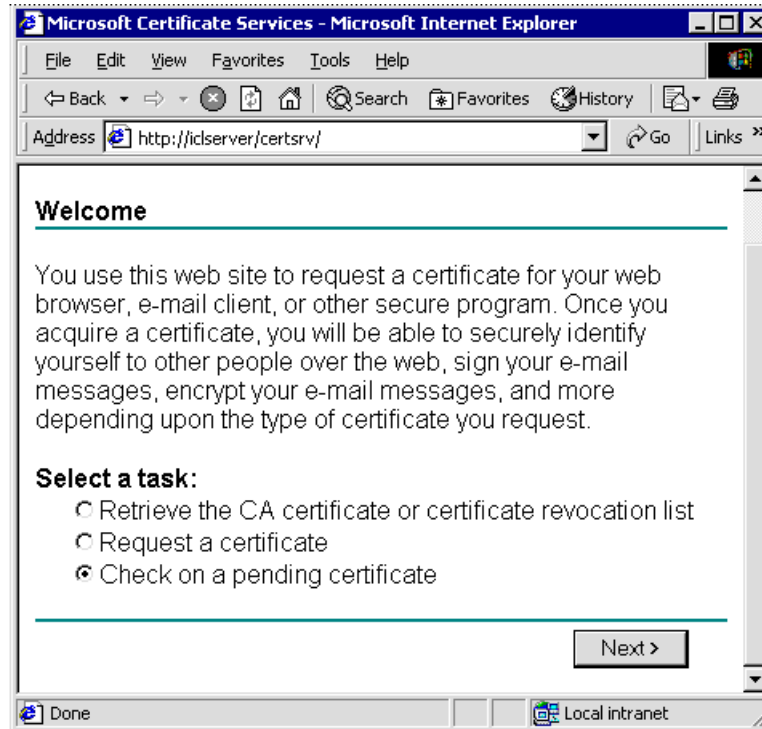 Microsoft Certificate Services - Microsoft Internet Explorer
File Edit View Favorites Tools Help
Back Search Favorites History
Address http://iclserver/certsrv/ Go Links »
Welcome
You use this web site to request a certificate for your web
browser, e-mail client, or other secure program. Once you
acquire a certificate, you will be able to securely identify
yourself to other people over the web, sign your e-mail
messages, encrypt your e-mail messages, and more
depending upon the type of certificate you request.
Select a task:
Retrieve the CA certificate or certificate revocation list
Request a certificate
Check on a pending certificate
Next >
Done Local intranet